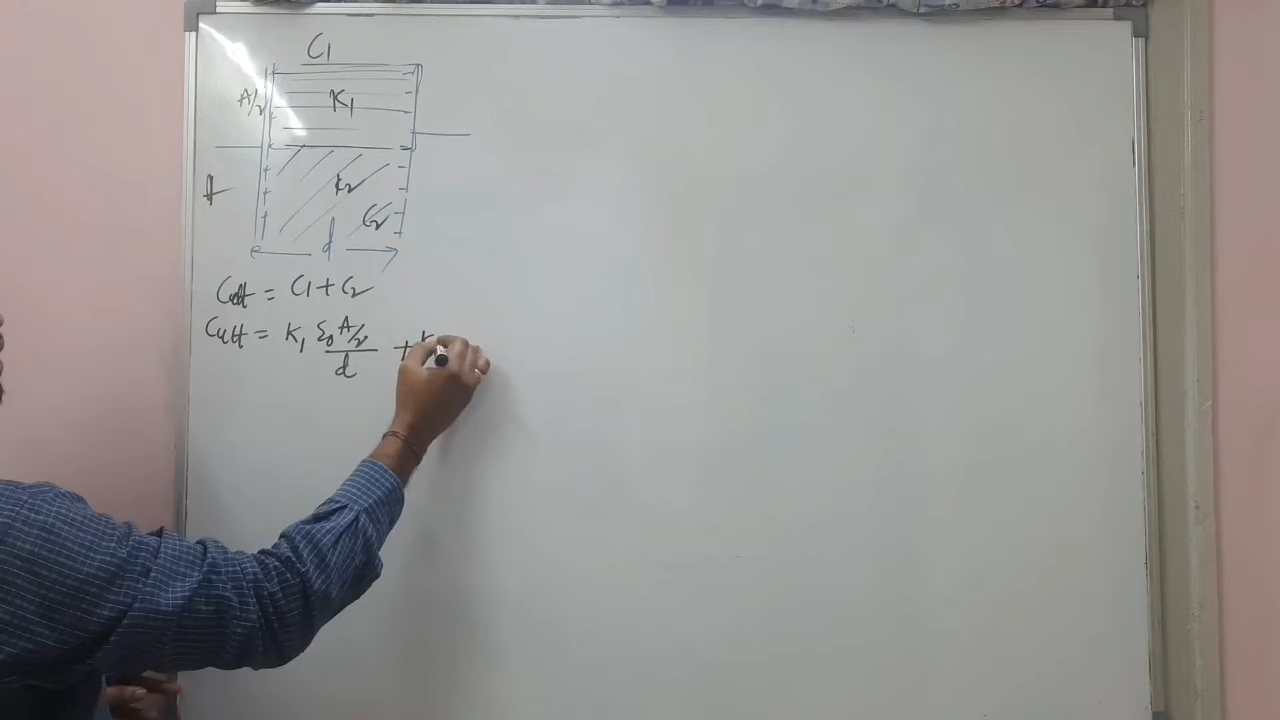 C1
A/2 K1
A K2
C2
d
Ceff = C1 + C2
Ceff = K1 ε0 A/2 / d + K